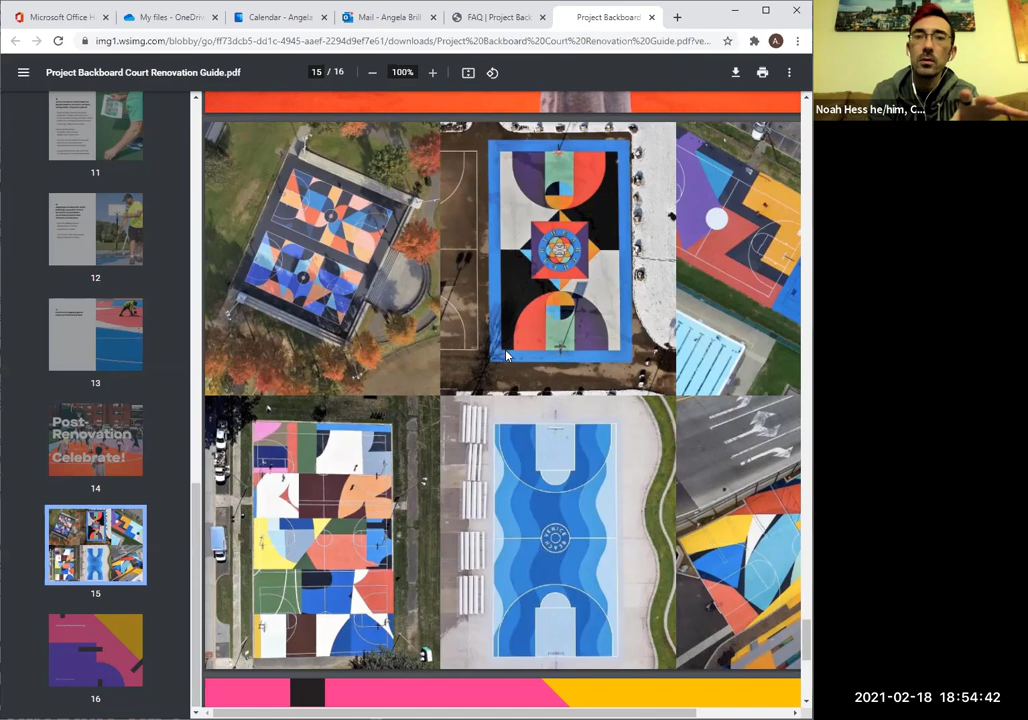 Microsoft Office H
My files - OneDriv
Calendar - Angela
Mail - Angela Brill
FAQ | Project Back
Project Backboard
img1.wsimg.com/blobby/go/ff73dcb5-dd1c-4945-aaef-2294d9ef7e61/downloads/Project%20Backboard%20Court%20Renovation%20Guide.pdf?ve...
A.
Project Backboard Court Renovation Guide.pdf
15 / 16
100%
Noah Hess he/him, C...
11
12
13
Post-
Renovation
Celebrate!
14
VENICE
BEACH
15
16
2021-02-18 18:54:42